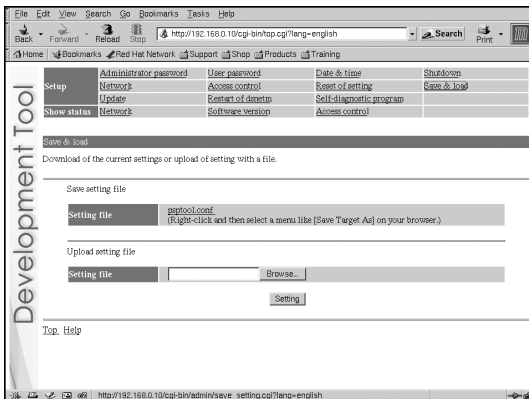 File Edit View Search Go Bookmarks Tasks Help
Back Forward Reload Stop http://192.168.0.10/cgi-bin/top.cgi?lang=english Search Print
Home Bookmarks Red Hat Network Support Shop Products Training
Development Tool
Setup
Administrator password User password Date & time Shutdown
Network Access control Reset of setting Save & load
Update Restart of dsnetm Self-diagnostic program
Show status Network Software version Access control
Save & load
Download of the current settings or upload of setting with a file.
Save setting file
Setting file
psptool.conf
(Right-click and then select a menu like [Save Target As] on your browser.)
Upload setting file
Setting file Browse...
Setting
Top Help
http://192.168.0.10/cgi-bin/admin/save_setting.cgi?lang=english